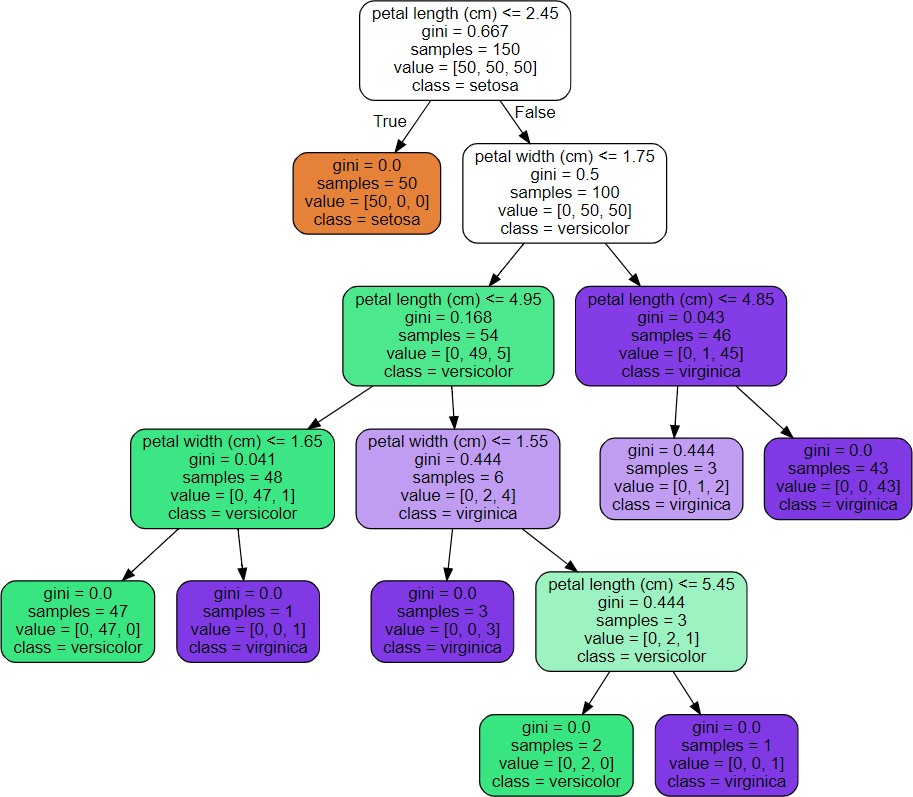 petal length (cm) <= 2.45
gini = 0.667
samples = 150
value = [50, 50, 50]
class = setosa
True
False
gini = 0.0
samples = 50
value = [50, 0, 0]
class = setosa
petal width (cm) <= 1.75
gini = 0.5
samples = 100
value = [0, 50, 50]
class = versicolor
petal length (cm) <= 4.95
gini = 0.168
samples = 54
value = [0, 49, 5]
class = versicolor
petal length (cm) <= 4.85
gini = 0.043
samples = 46
value = [0, 1, 45]
class = virginica
petal width (cm) <= 1.65
gini = 0.041
samples = 48
value = [0, 47, 1]
class = versicolor
petal width (cm) <= 1.55
gini = 0.444
samples = 6
value = [0, 2, 4]
class = virginica
gini = 0.444
samples = 3
value = [0, 1, 2]
class = virginica
gini = 0.0
samples = 43
value = [0, 0, 43]
class = virginica
gini = 0.0
samples = 47
value = [0, 47, 0]
class = versicolor
gini = 0.0
samples = 1
value = [0, 0, 1]
class = virginica
gini = 0.0
samples = 3
value = [0, 0, 3]
class = virginica
petal length (cm) <= 5.45
gini = 0.444
samples = 3
value = [0, 2, 1]
class = versicolor
gini = 0.0
samples = 2
value = [0, 2, 0]
class = versicolor
gini = 0.0
samples = 1
value = [0, 0, 1]
class = virginica